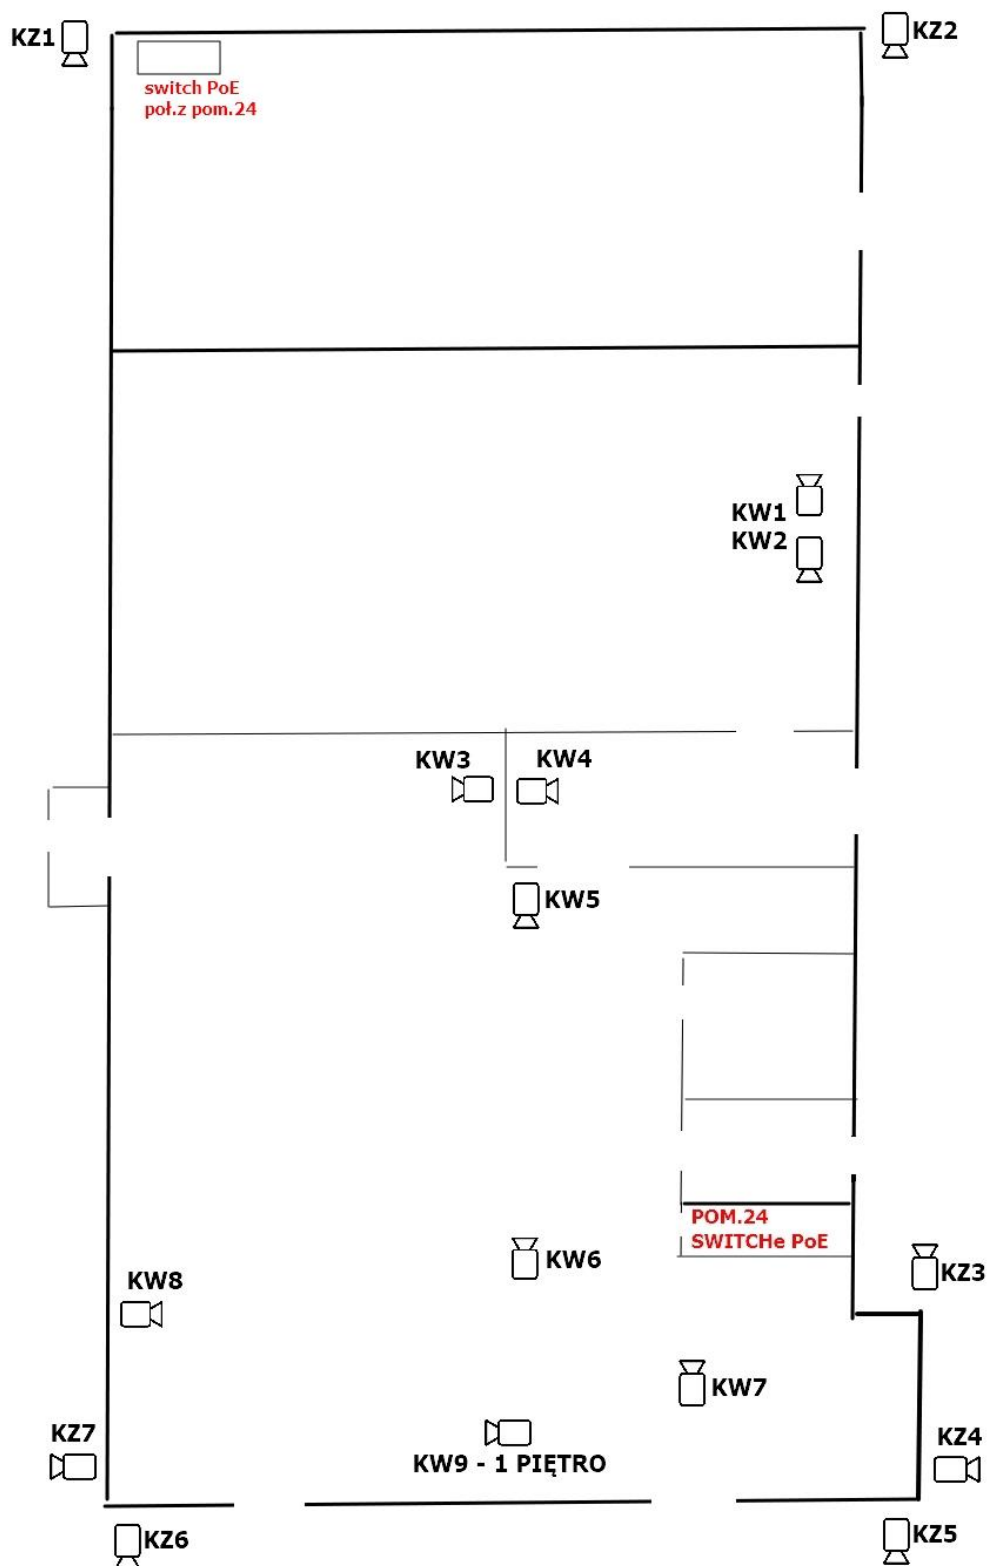 KZ1
KZ2
switch PoE
poł.z pom.24
KW1
KW2
KW3
KW4
KW5
POM.24
SWITCHe PoE
KW6
KZ3
KW8
KW7
KZ7
KW9 - 1 PIĘTRO
KZ4
KZ6
KZ5